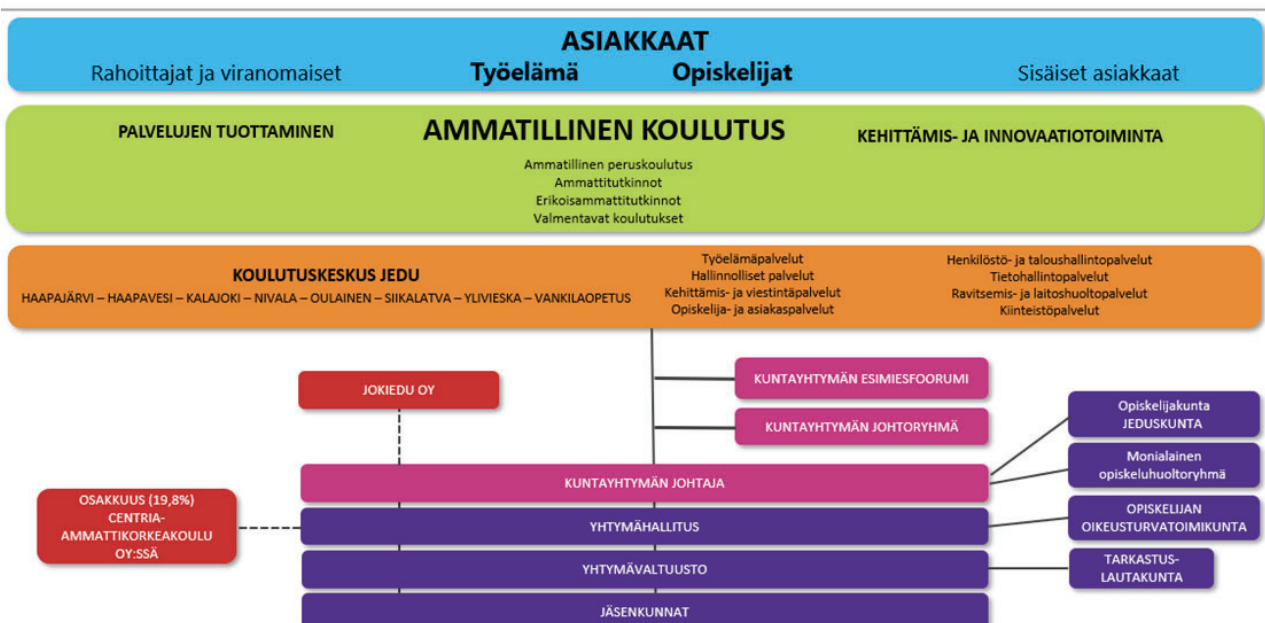 ASIAKKAAT
Rahoittajat ja viranomaiset
Työelämä
Opiskelijat
Sisäiset asiakkaat
PALVELUJEN TUOTTAMINEN
AMMATILLINEN KOULUTUS
KEHITTÄMIS- JA INNOVAATIOTOIMINTA
Ammatillinen peruskoulutus
Ammattitutkinnot
Erikoisammattitutkinnot
Valmentavat koulutukset
KOULUTUSKESKUS JEDU
HAAPAJÄRVI – HAAPAVESI – KALAJOKI – NIVALA – OULAINEN – SIIKALATVA – YLIVIESKA – VANKILAOPETUS
Työelämäpalvelut
Hallinnolliset palvelut
Kehittämis- ja viestintäpalvelut
Opiskelija- ja asiakaspalvelut
Henkilöstö- ja taloushallintopalvelut
Tietohallintopalvelut
Ravitsemis- ja laitoshuoltopalvelut
Kiinteistöpalvelut
JOKIEDU OY
KUNTAYHTYMÄN ESIMIESFOORUMI
KUNTAYHTYMÄN JOHTORYHMÄ
Opiskelijakunta
JEDUSKUNTA
Monialainen
opiskeluhuoltoryhmä
KUNTAYHTYMÄN JOHTAJA
OSAKKUUS (19,8%)
CENTRIA-
AMMATTIKORKEAKOULU
OY:SSÄ
YHTYMÄHALLITUS
OPISKELIJAN
OIKEUSTURVATOIMIKUNTA
YHTYMÄVALTUUSTO
TARKASTUS-
LAUTAKUNTA
JÄSENKUNNAT